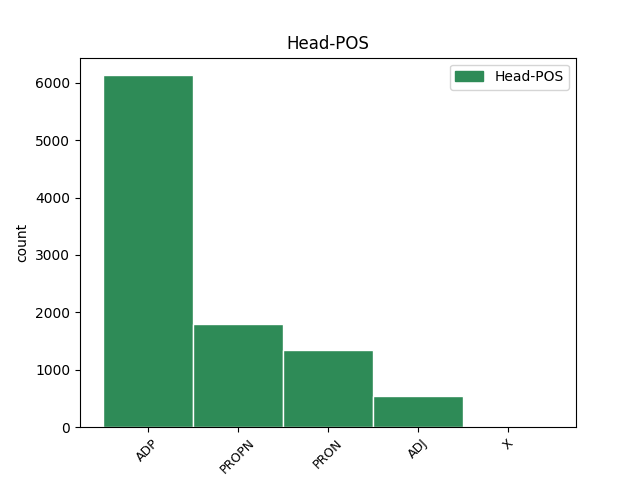 Head-POS
Head-POS
count
6000
5000
4000
3000
2000
1000
0
ADP
PROPN
PRON
ADJ
X